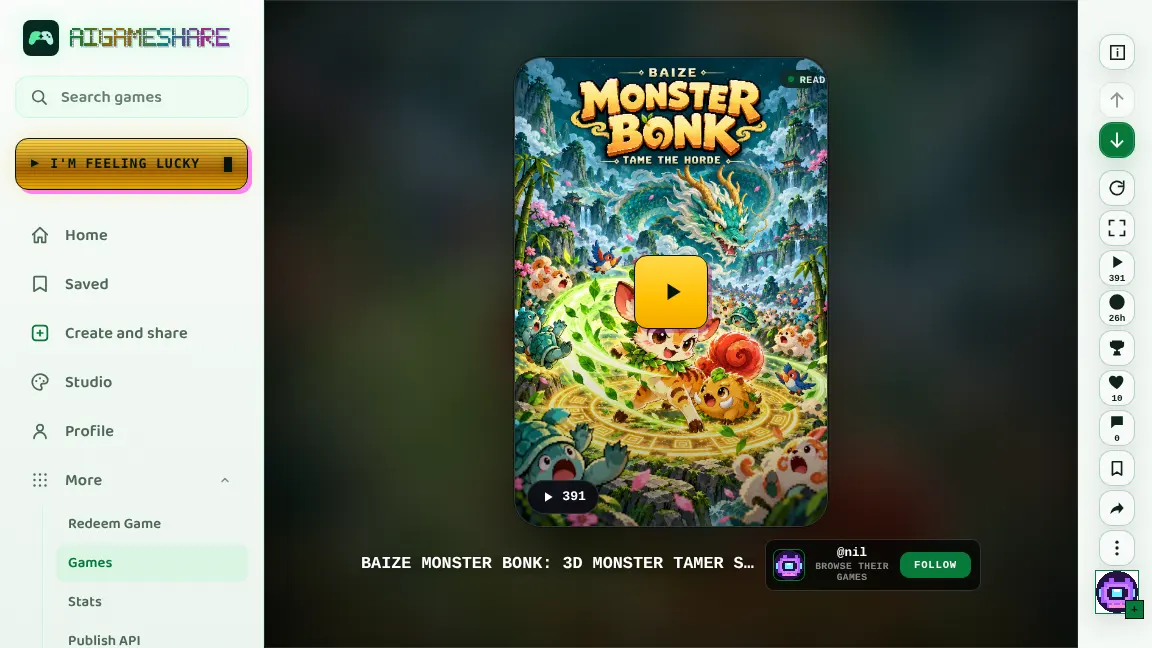 AIGAMESHARE
Search games
I'M FEELING LUCKY
Home
Saved
Create and share
Studio
Profile
More
Redeem Game
Games
Stats
Publish API
BAIZE
MONSTER
BONK
TAME THE HORDE
READ
391
BAIZE MONSTER BONK: 3D MONSTER TAMER S…
@nil
BROWSE THEIR
GAMES
FOLLOW
391
26h
10
0